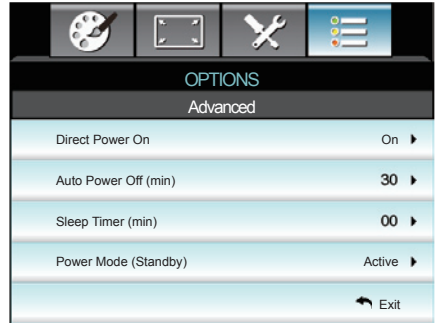 OPTIONS
Advanced
Direct Power On On
Auto Power Off (min) 30
Sleep Timer (min) 00
Power Mode (Standby) Active
Exit